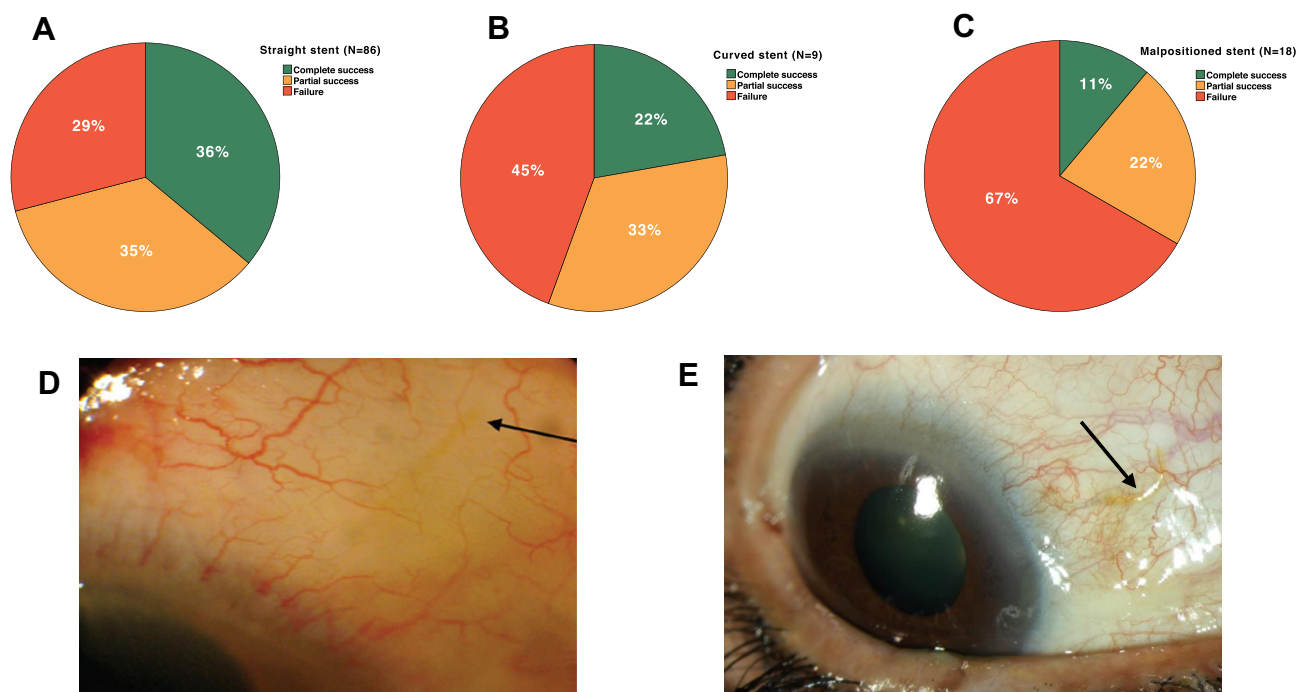 A
Straight stent (N=86)
Complete success
Partial success
Failure
29%
36%
35%
B
Curved stent (N=9)
Complete success
Partial success
Failure
22%
45%
33%
C
Malpositioned stent (N=18)
Complete success
Partial success
Failure
11%
22%
67%
D
E